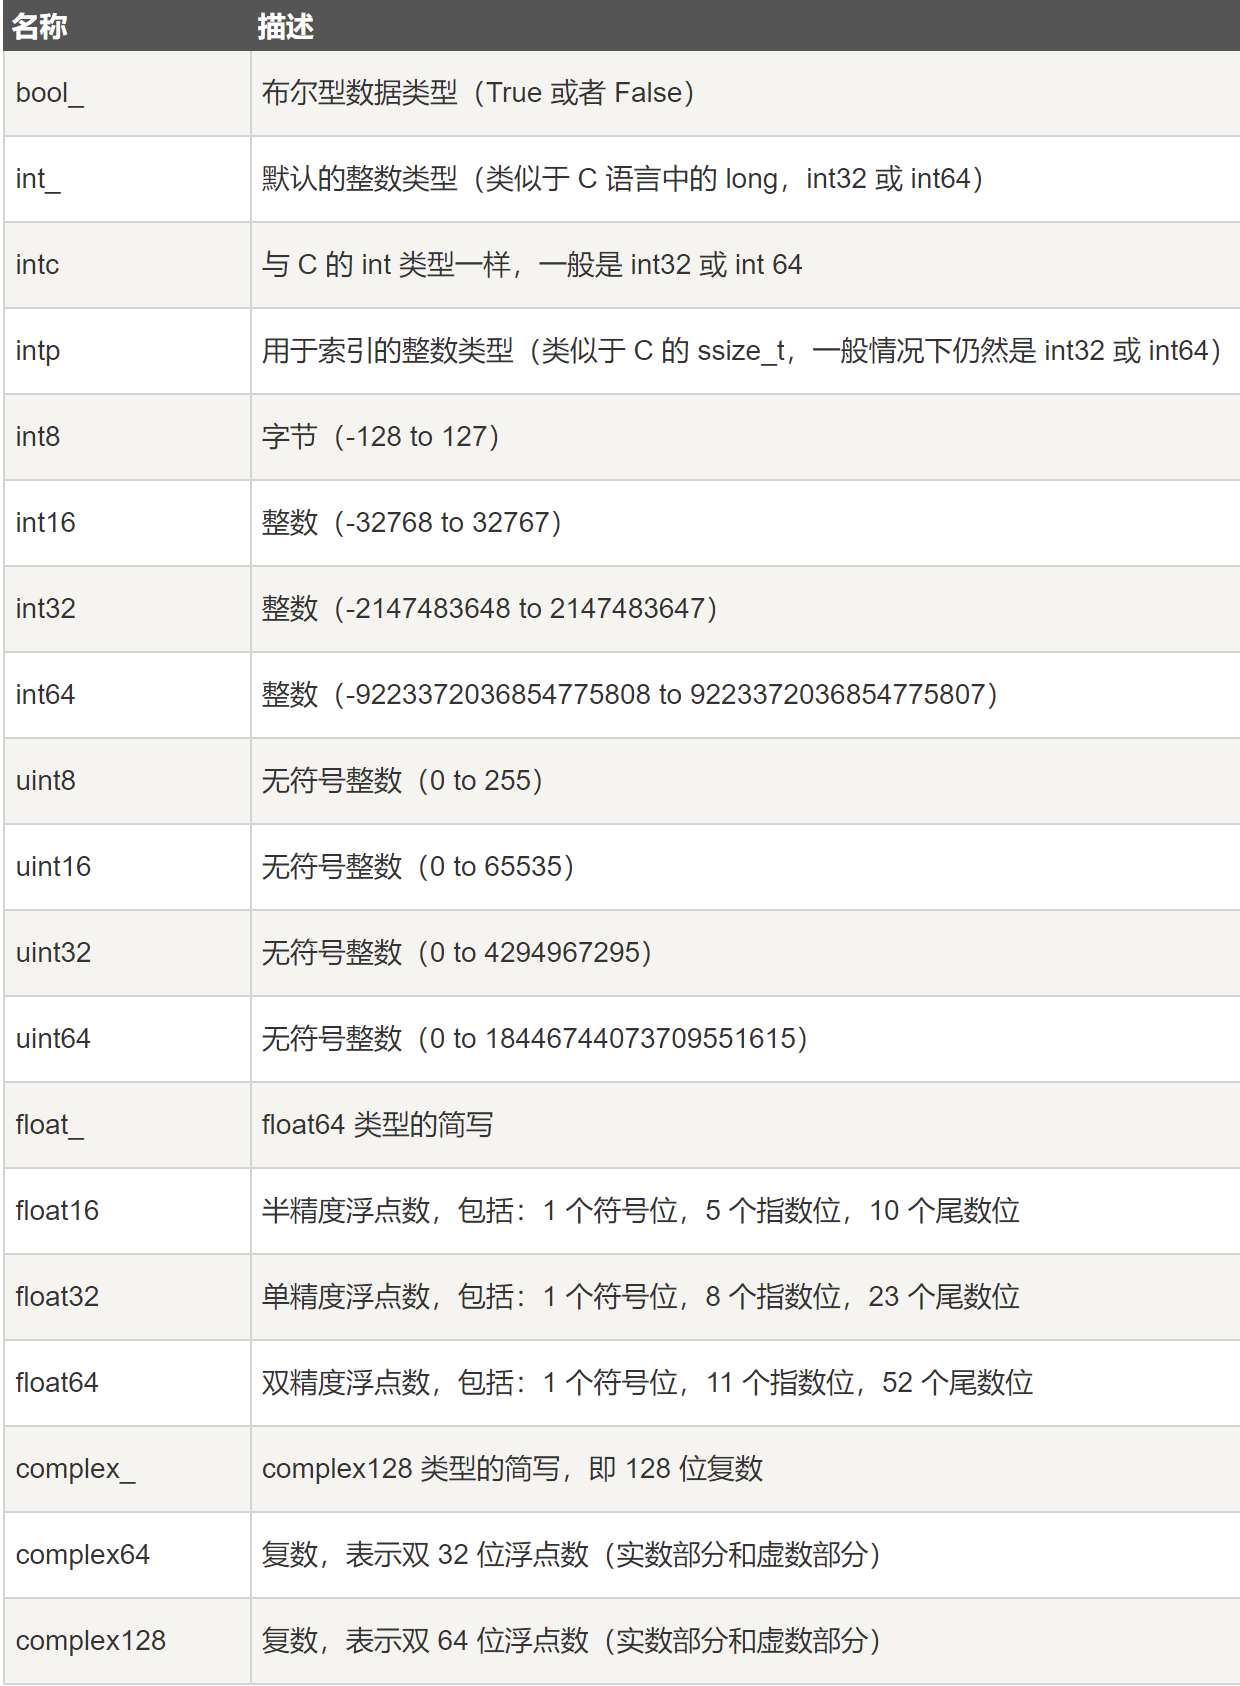 名称 描述
bool_ 布尔型数据类型（True 或者 False）
int_ 默认的整数类型（类似于 C 语言中的 long，int32 或 int64）
intc 与 C 的 int 类型一样，一般是 int32 或 int 64
intp 用于索引的整数类型（类似于 C 的 ssize_t，一般情况下仍然是 int32 或 int64）
int8 字节（-128 to 127）
int16 整数（-32768 to 32767）
int32 整数（-2147483648 to 2147483647）
int64 整数（-9223372036854775808 to 9223372036854775807）
uint8 无符号整数（0 to 255）
uint16 无符号整数（0 to 65535）
uint32 无符号整数（0 to 4294967295）
uint64 无符号整数（0 to 18446744073709551615）
float_ float64 类型的简写
float16 半精度浮点数，包括：1 个符号位，5 个指数位，10 个尾数位
float32 单精度浮点数，包括：1 个符号位，8 个指数位，23 个尾数位
float64 双精度浮点数，包括：1 个符号位，11 个指数位，52 个尾数位
complex_ complex128 类型的简写，即 128 位复数
complex64 复数，表示双 32 位浮点数（实数部分和虚数部分）
complex128 复数，表示双 64 位浮点数（实数部分和虚数部分）